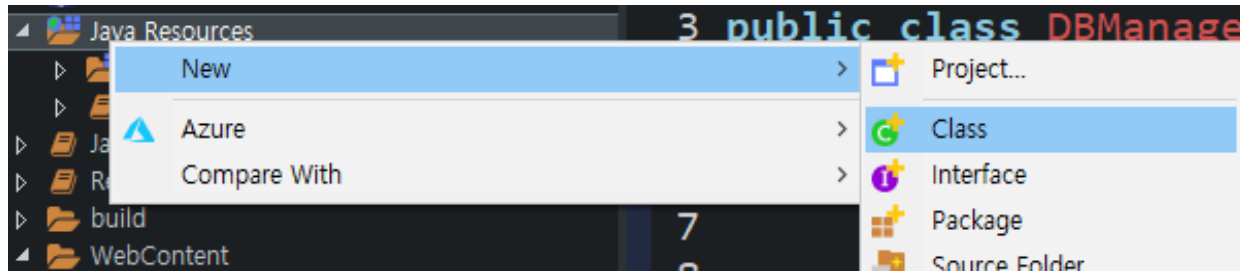 Java Resources
3 public class DBManage
New
Project...
Azure
Class
Compare With
Interface
build
7
Package
WebContent
Source Folder